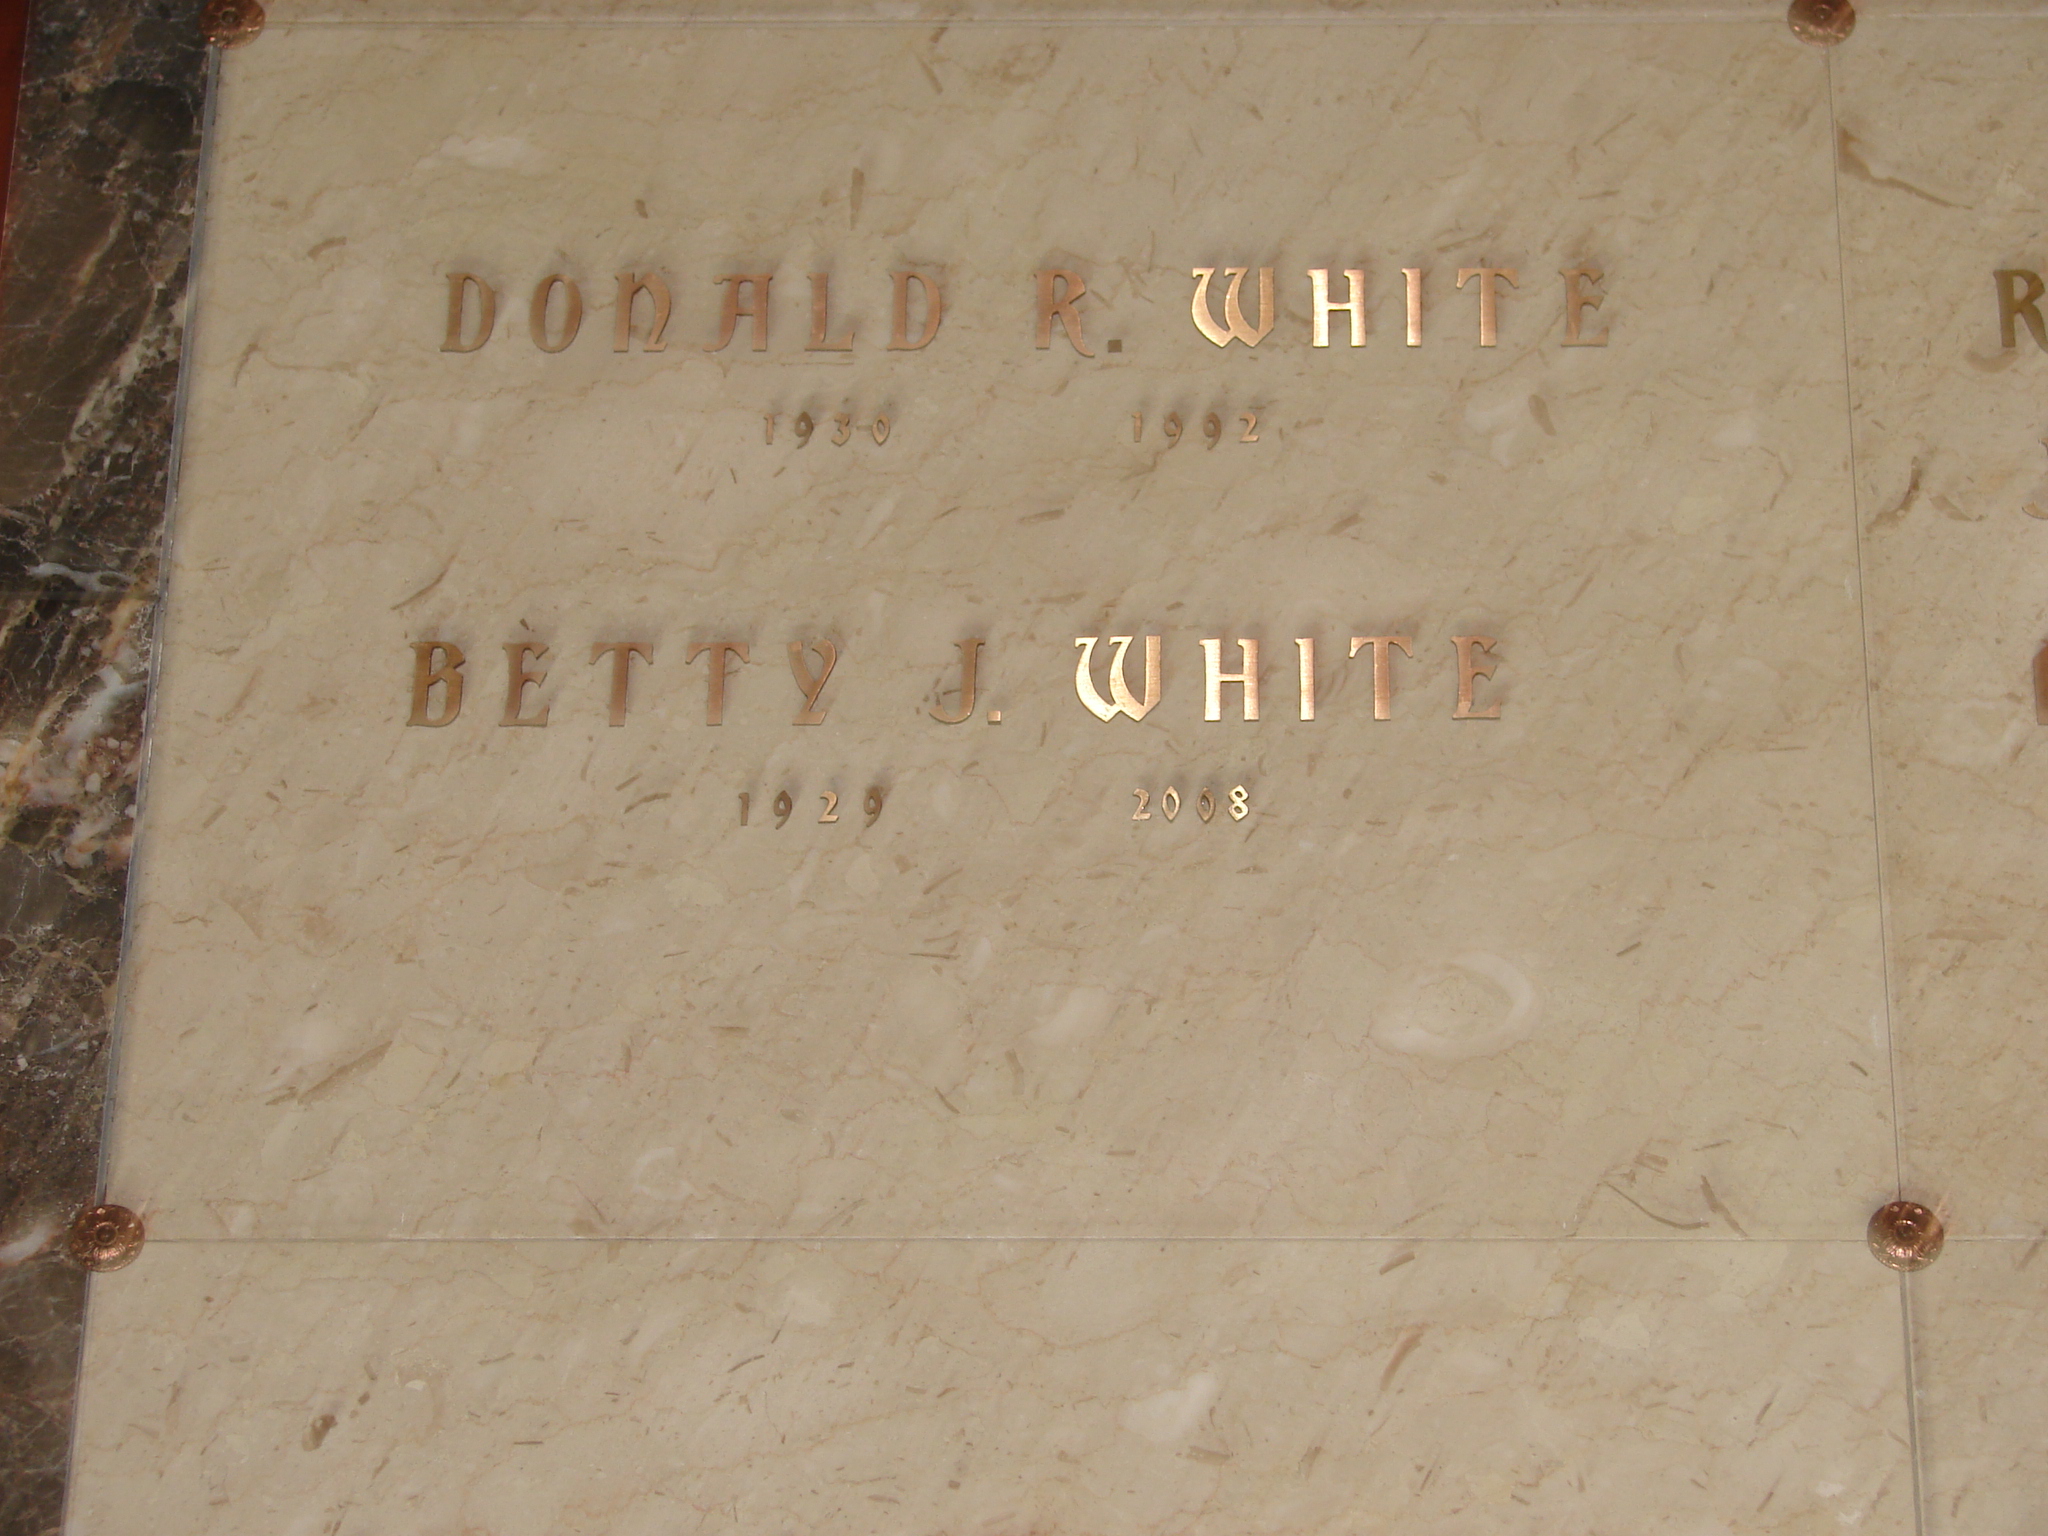 DONALD R. WHITE
1930 1992
BETTY J. WHITE
1929 2008